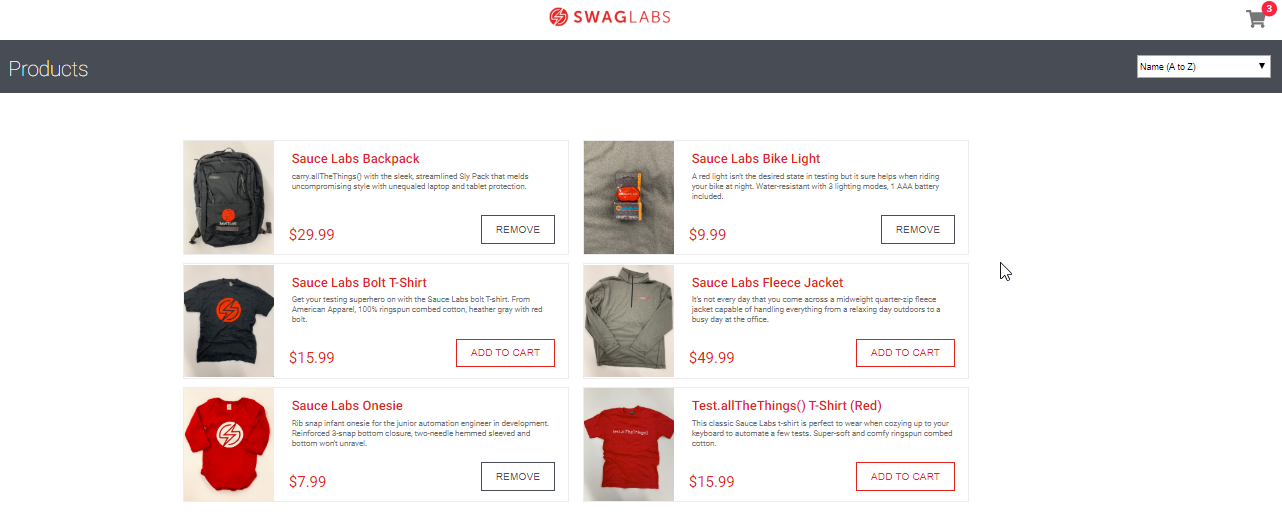 SWAGLABS
3
Products
Name (A to Z)
Sauce Labs Backpack
carry.allTheThings() with the sleek, streamlined Sly Pack that melds
uncompromising style with unequaled laptop and tablet protection.
$29.99
REMOVE
Sauce Labs Bike Light
A red light isn't the desired state in testing but it sure helps when riding
your bike at night. Water-resistant with 3 lighting modes, 1 AAA battery
included.
$9.99
REMOVE
Sauce Labs Bolt T-Shirt
Get your testing superhero on with the Sauce Labs bolt T-shirt. From
American Apparel, 100% ringspun combed cotton, heather gray with red
bolt.
$15.99
ADD TO CART
Sauce Labs Fleece Jacket
It's not every day that you come across a midweight quarter-zip fleece
jacket capable of handling everything from a relaxing day outdoors to a
busy day at the office.
$49.99
ADD TO CART
Sauce Labs Onesie
Rib snap infant onesie for the junior automation engineer in development.
Reinforced 3-snap bottom closure, two-needle hemmed sleeved and
bottom won't unravel.
$7.99
REMOVE
test.allTheThings()
Test.allTheThings() T-Shirt (Red)
This classic Sauce Labs t-shirt is perfect to wear when cozying up to your
keyboard to automate a few tests. Super-soft and comfy ringspun combed
cotton.
$15.99
ADD TO CART